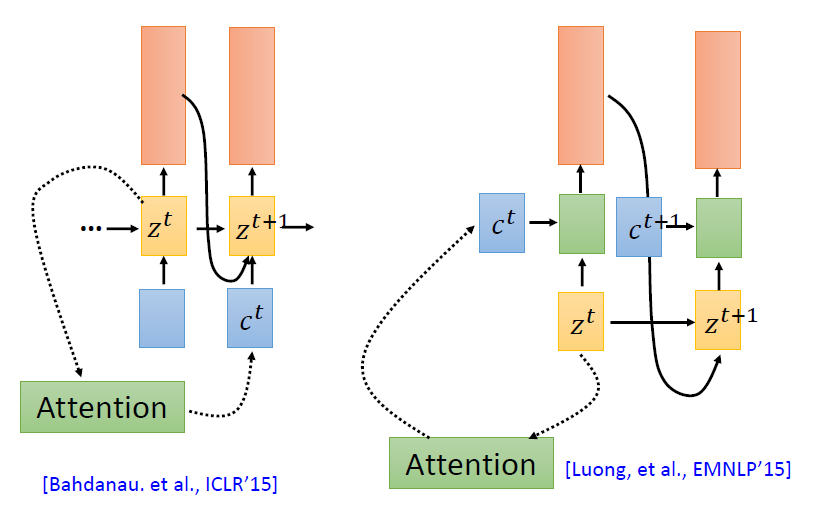 ... z^t z^{t+1}
c^t
Attention
[Bahdanau. et al., ICLR'15]
c^t c^{t+1}
z^t z^{t+1}
Attention
[Luong, et al., EMNLP'15]